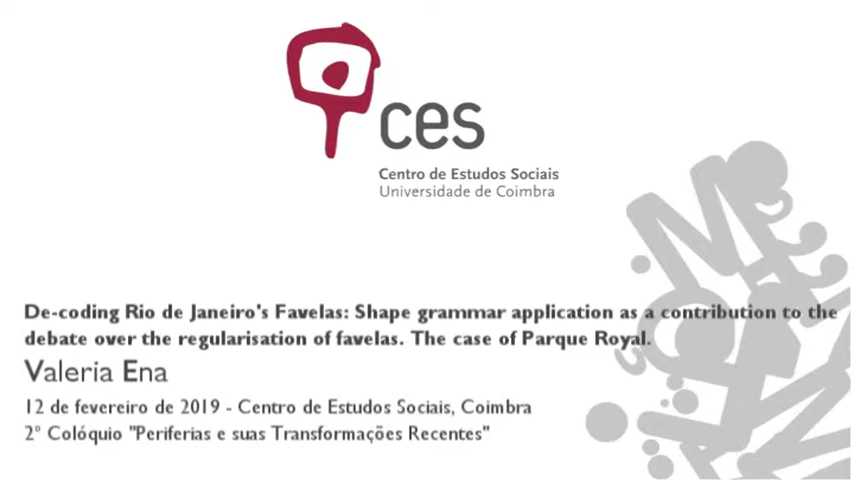 ces
Centro de Estudos Sociais
Universidade de Coimbra
De-coding Rio de Janeiro's Favelas: Shape grammar application as a contribution to the
debate over the regularisation of favelas. The case of Parque Royal.
Valeria Ena
12 de fevereiro de 2019 - Centro de Estudos Sociais, Coimbra
2º Colóquio "Periferias e suas Transformações Recentes"